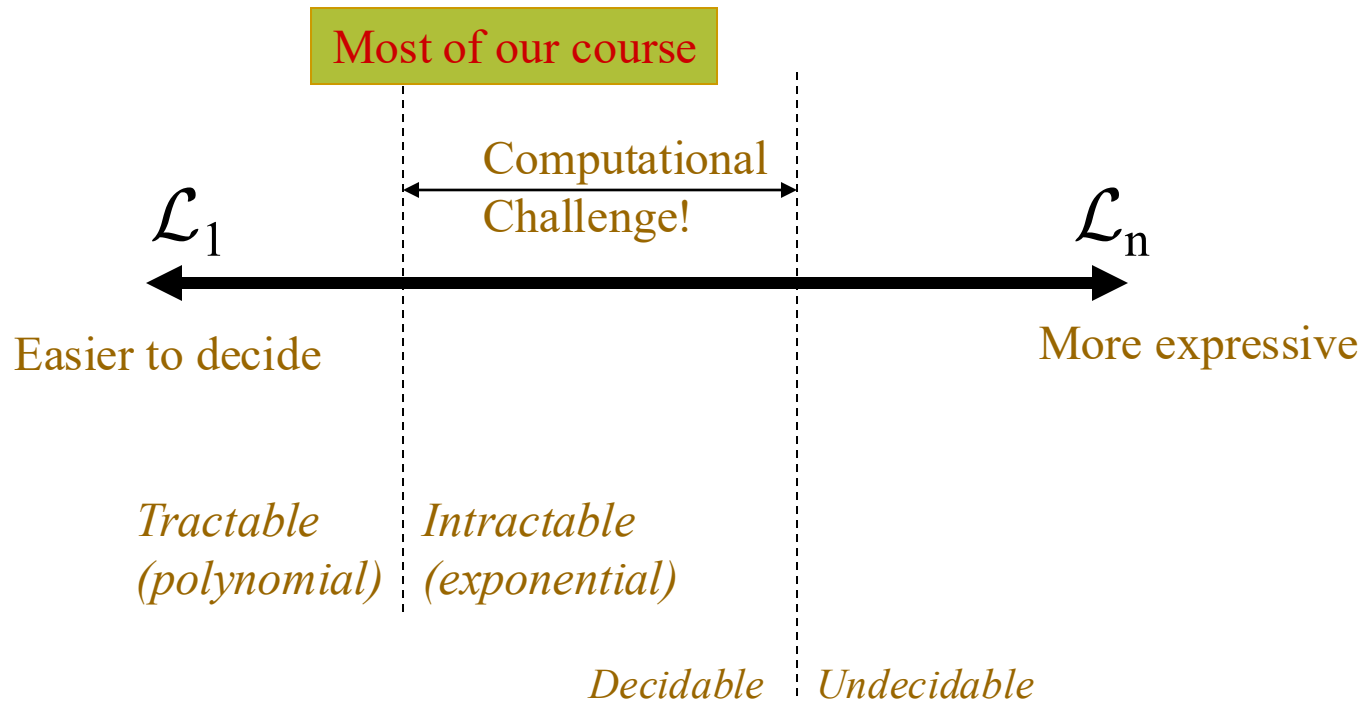 Most of our course
Computational
Challenge!
ℒ1
ℒn
Easier to decide
More expressive
Tractable
(polynomial)
Intractable
(exponential)
Decidable
Undecidable